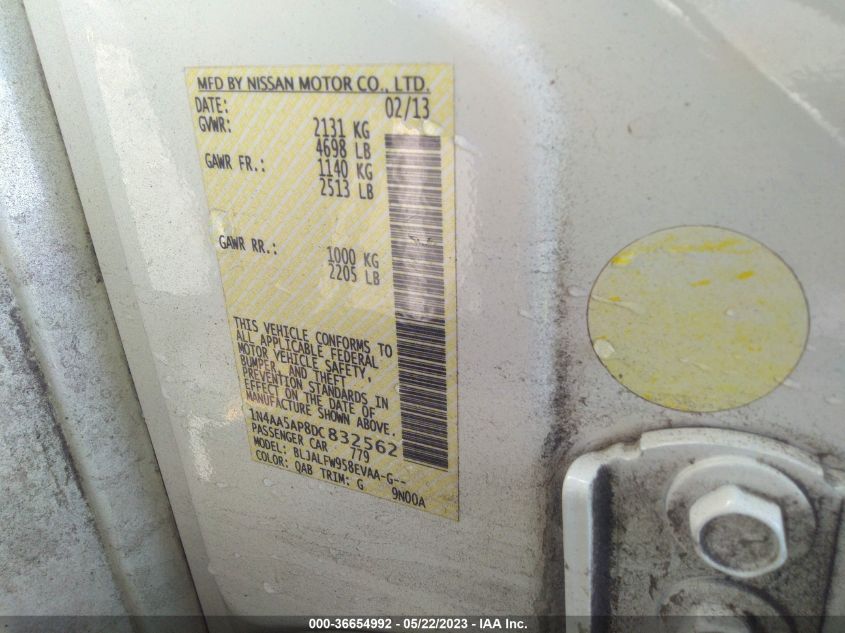 MFD BY NISSAN MOTOR CO., LTD.
DATE: 02/13
GVWR: 2131 KG
4698 LB
GAWR FR.: 1140 KG
2513 LB
GAWR RR.: 1000 KG
2205 LB
THIS VEHICLE CONFORMS TO
ALL APPLICABLE FEDERAL
MOTOR VEHICLE SAFETY,
BUMPER, AND THEFT
PREVENTION STANDARDS IN
EFFECT ON THE DATE OF
MANUFACTURE SHOWN ABOVE.
1N4AA5AP8DC832562
PASSENGER CAR 779
MODEL: BLJALFW958EVAA-G--
COLOR: QAB TRIM: G 9N00A
000-36654992 - 05/22/2023 - IAA Inc.